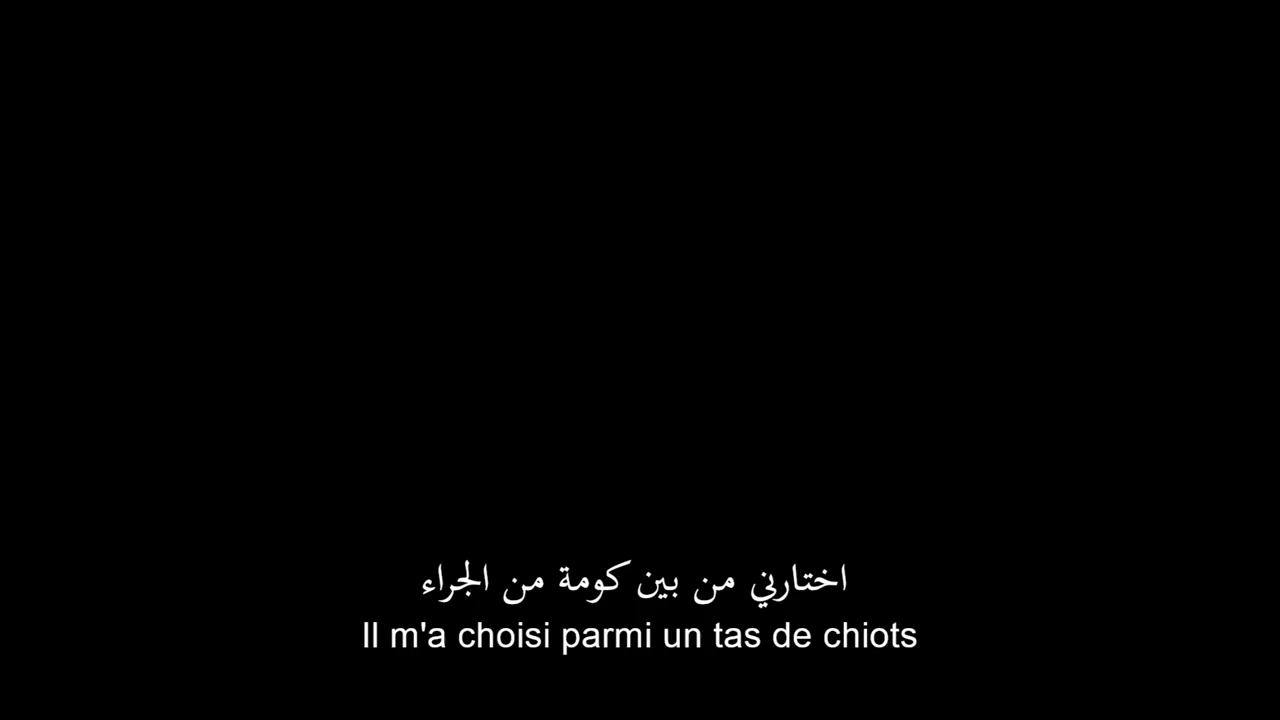 اختارني من بين كومة من الجراء
Il m'a choisi parmi un tas de chiots